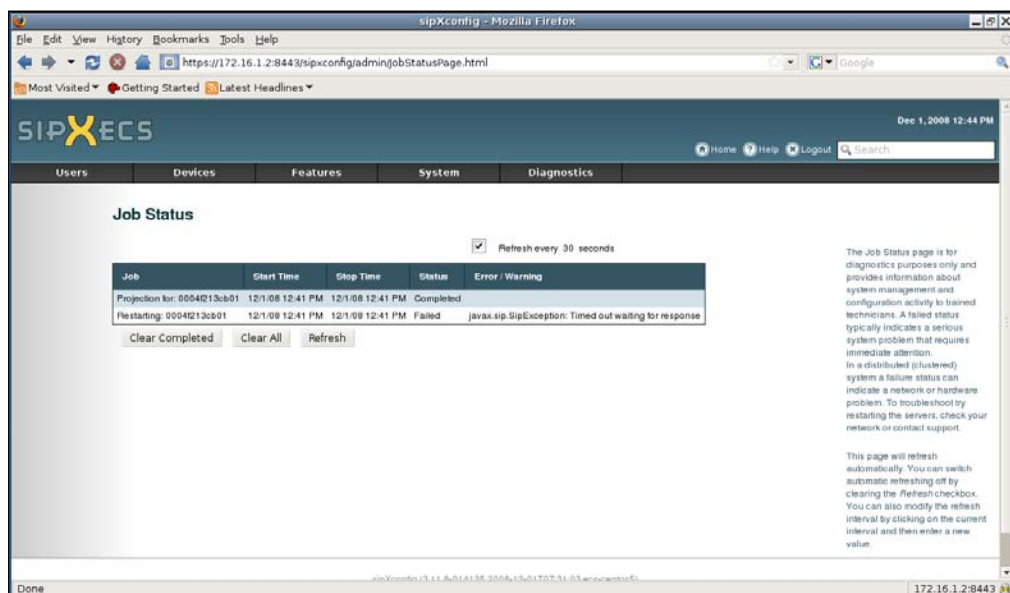 sipXconfig - Mozilla Firefox
File Edit View History Bookmarks Tools Help
https://172.16.1.2:8443/sipxconfig/admin/JobStatusPage.html
Google
Most Visited Getting Started Latest Headlines
SIPXECS
Dec 1, 2008 12:44 PM
Home Help Logout Search
Users Devices Features System Diagnostics
Job Status
Refresh every 30 seconds
Job Start Time Stop Time Status Error / Warning
Projection for: 0004f213cb01 12/1/08 12:41 PM 12/1/08 12:41 PM Completed
Restarting: 0004f213cb01 12/1/08 12:41 PM 12/1/08 12:41 PM Failed javax.sip.SipException: Timed out waiting for response
Clear Completed Clear All Refresh
The Job Status page is for
diagnostics purposes only and
provides information about
system management and
configuration activity to trained
technicians. A failed status
typically indicates a serious
system problem that requires
immediate attention.
In a distributed (clustered)
system a failure status can
indicate a network or hardware
problem. To troubleshoot try
restarting the servers, check your
network or contact support.
This page will refresh
automatically. You can switch
automatic refreshing off by
clearing the Refresh checkbox.
You can also modify the refresh
interval by clicking on the current
interval and then enter a new
value.
sipXconfig
Done
172.16.1.2:8443